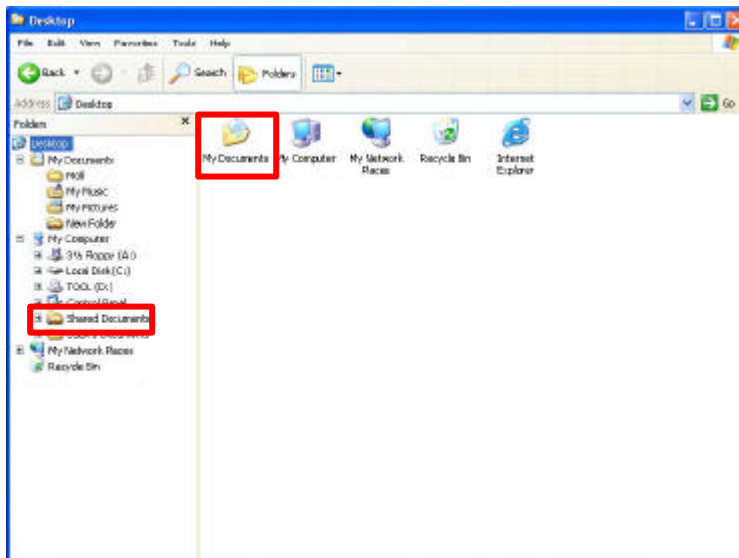 Desktop
File Edit View Favorites Tools Help
Back Search Folders
Address Desktop Go
Folders
Desktop
My Documents
My Music
My Pictures
New Folder
My Computer
3½ Floppy (A:)
Local Disk (C:)
TOOL (D:)
Control Panel
Shared Documents
My Network Places
Recycle Bin
My Documents My Computer My Network Places Recycle Bin Internet Explorer